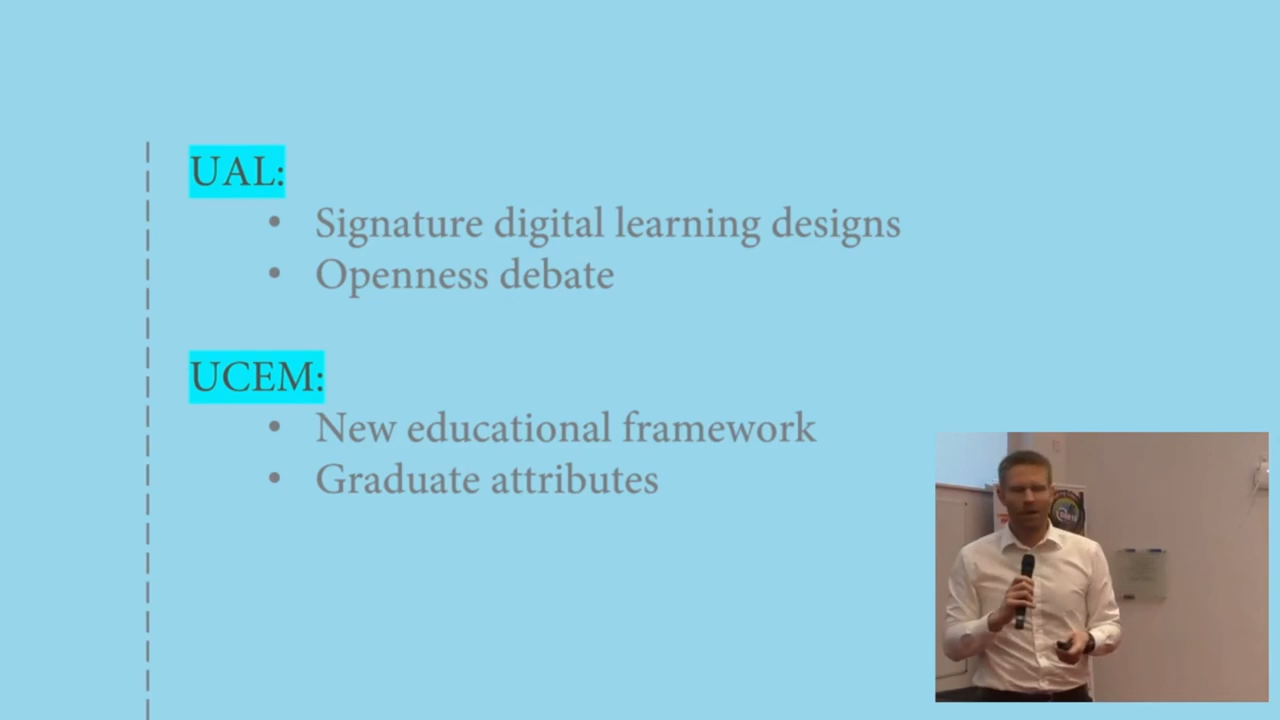 UAL:
• Signature digital learning designs
• Openness debate
UCEM:
• New educational framework
• Graduate attributes